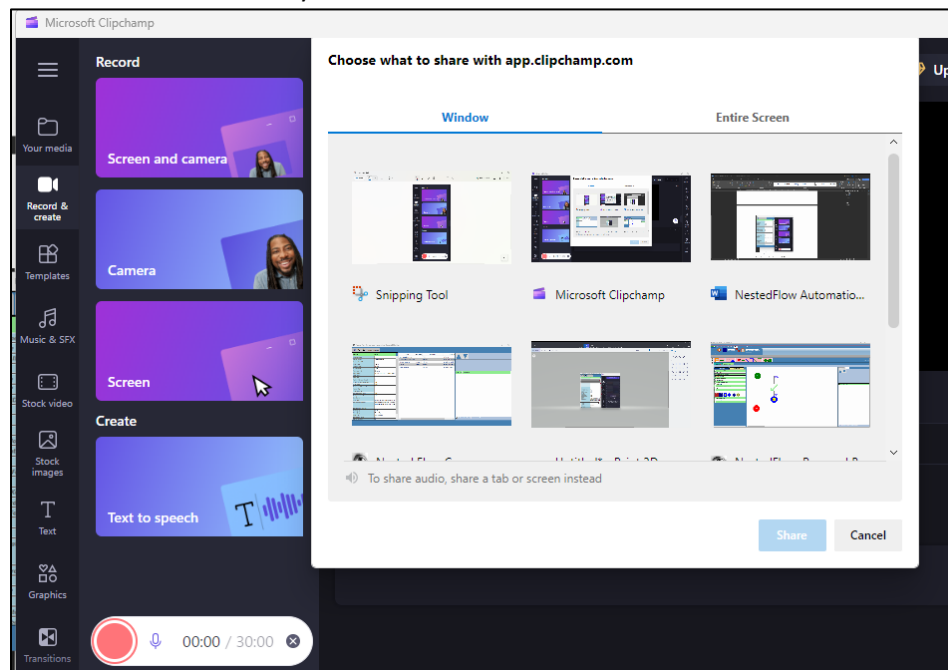 Microsoft Clipchamp
Record
Choose what to share with app.clipchamp.com
Up
Window
Entire Screen
Your media
Screen and camera
Record &
create
Camera
Templates
Snipping Tool
Microsoft Clipchamp
NestedFlow Automatio...
Music & SFX
Screen
Stock video
Create
Stock
images
To share audio, share a tab or screen instead
Text to speech
T
Text
Share
Cancel
Graphics
00:00 / 30:00
Transitions